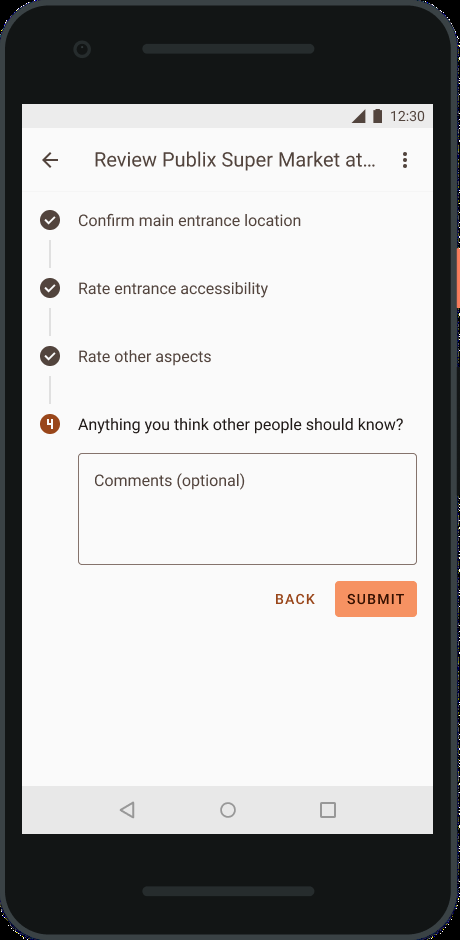 12:30
Review Publix Super Market at...
Confirm main entrance location
Rate entrance accessibility
Rate other aspects
4 Anything you think other people should know?
Comments (optional)
BACK SUBMIT